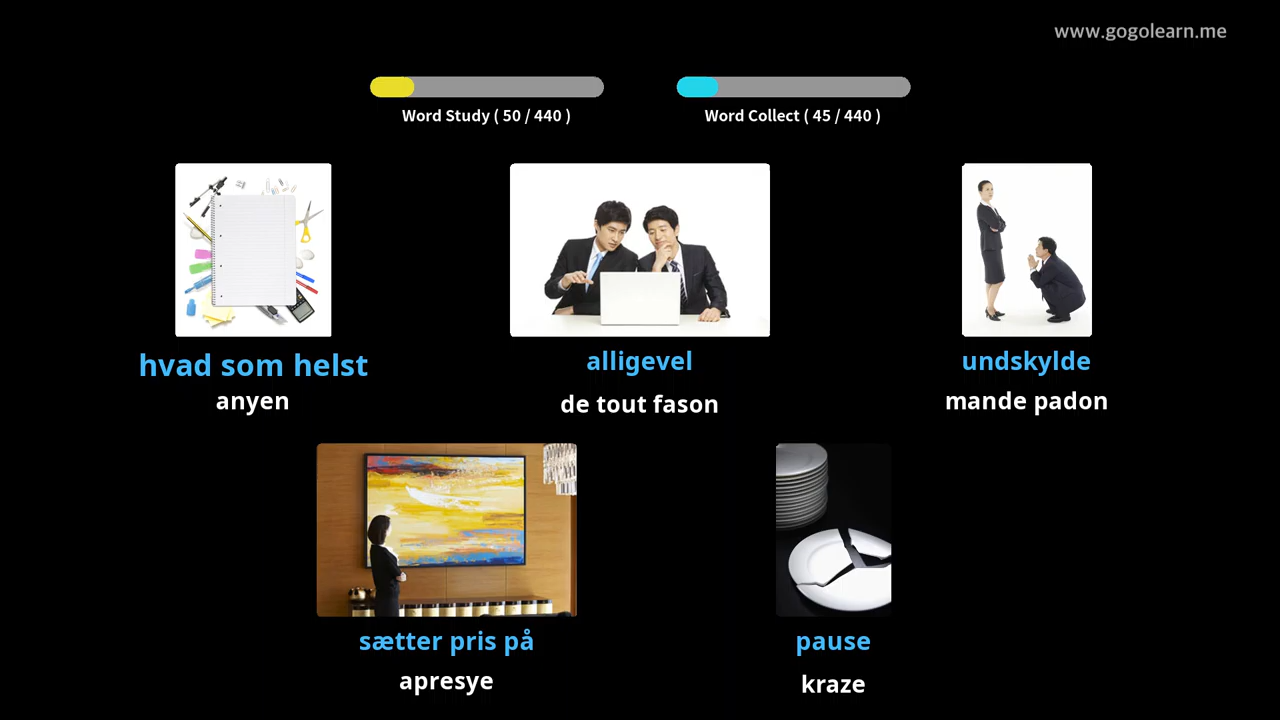 www.gogolearn.me
Word Study ( 50 / 440 )
Word Collect ( 45 / 440 )
hvad som helst
anyen
alligevel
de tout fason
undskylde
mande padon
sætter pris på
apresye
pause
kraze